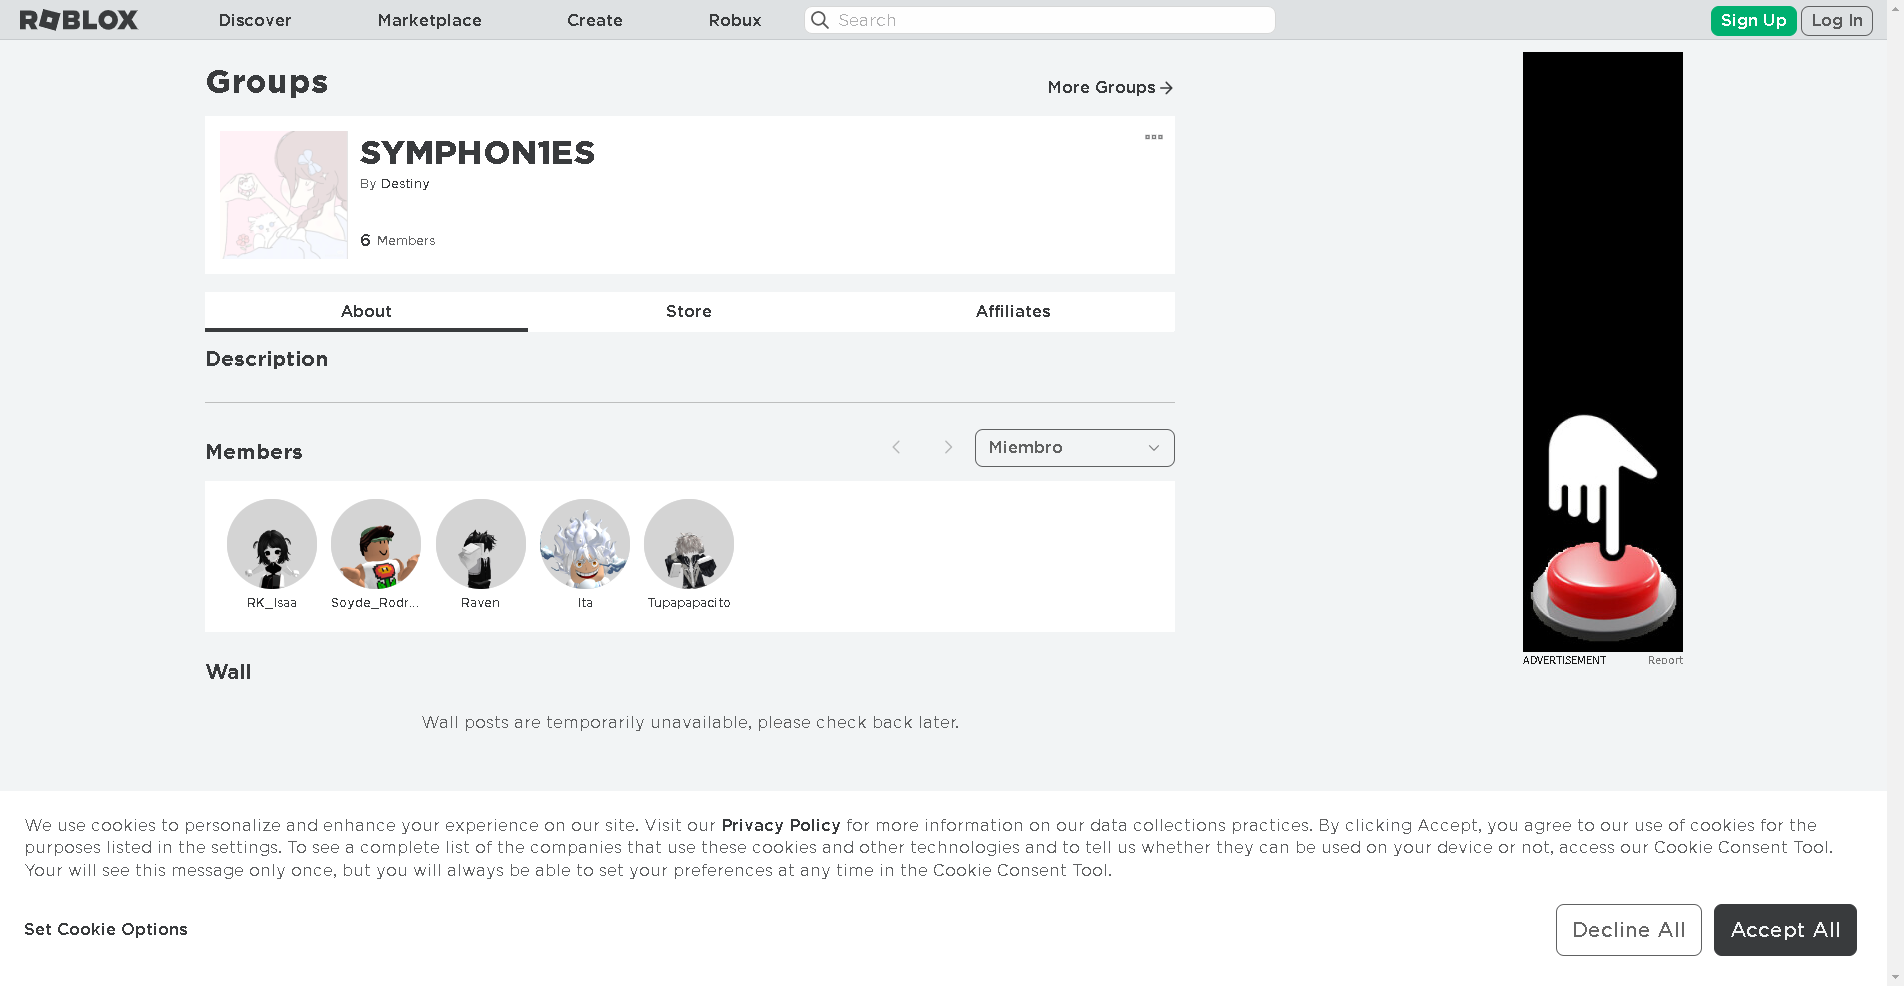 ROBLOX
Discover
Marketplace
Create
Robux
Search
Sign Up
Log In
Groups
More Groups
SYMPHON1ES
By Destiny
6 Members
About
Store
Affiliates
Description
Members
Miembro
RK_Isaa
Soyde_Rodr...
Raven
Ita
Tupapapacito
Wall
Wall posts are temporarily unavailable, please check back later.
ADVERTISEMENT
Report
We use cookies to personalize and enhance your experience on our site. Visit our Privacy Policy for more information on our data collections practices. By clicking Accept, you agree to our use of cookies for the
purposes listed in the settings. To see a complete list of the companies that use these cookies and other technologies and to tell us whether they can be used on your device or not, access our Cookie Consent Tool.
Your will see this message only once, but you will always be able to set your preferences at any time in the Cookie Consent Tool.
Set Cookie Options
Decline All
Accept All